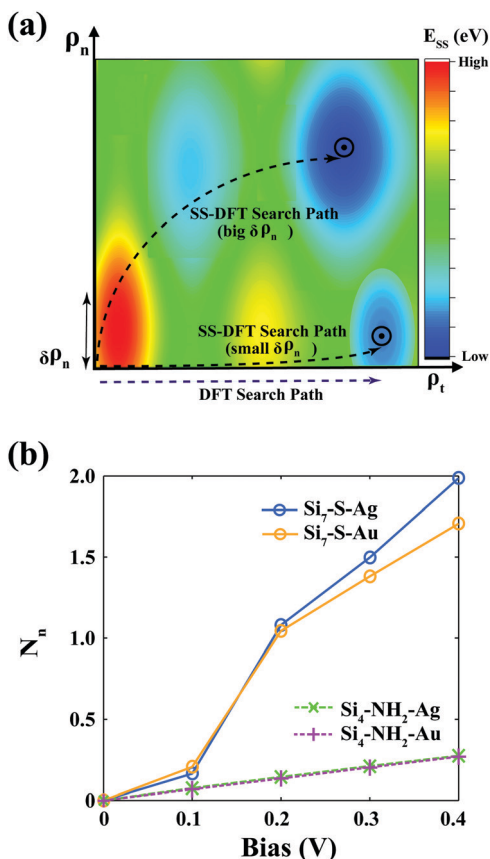 (a)
ρn
E_SS (eV)
High
SS-DFT Search Path
(big δρn )
SS-DFT Search Path
(small δρn )
δρn
Low
ρt
DFT Search Path
(b)
2.0
Si7-S-Ag
Si7-S-Au
1.5
1.0
Nn
0.5
Si4-NH2-Ag
Si4-NH2-Au
0
0 0.1 0.2 0.3 0.4
Bias (V)